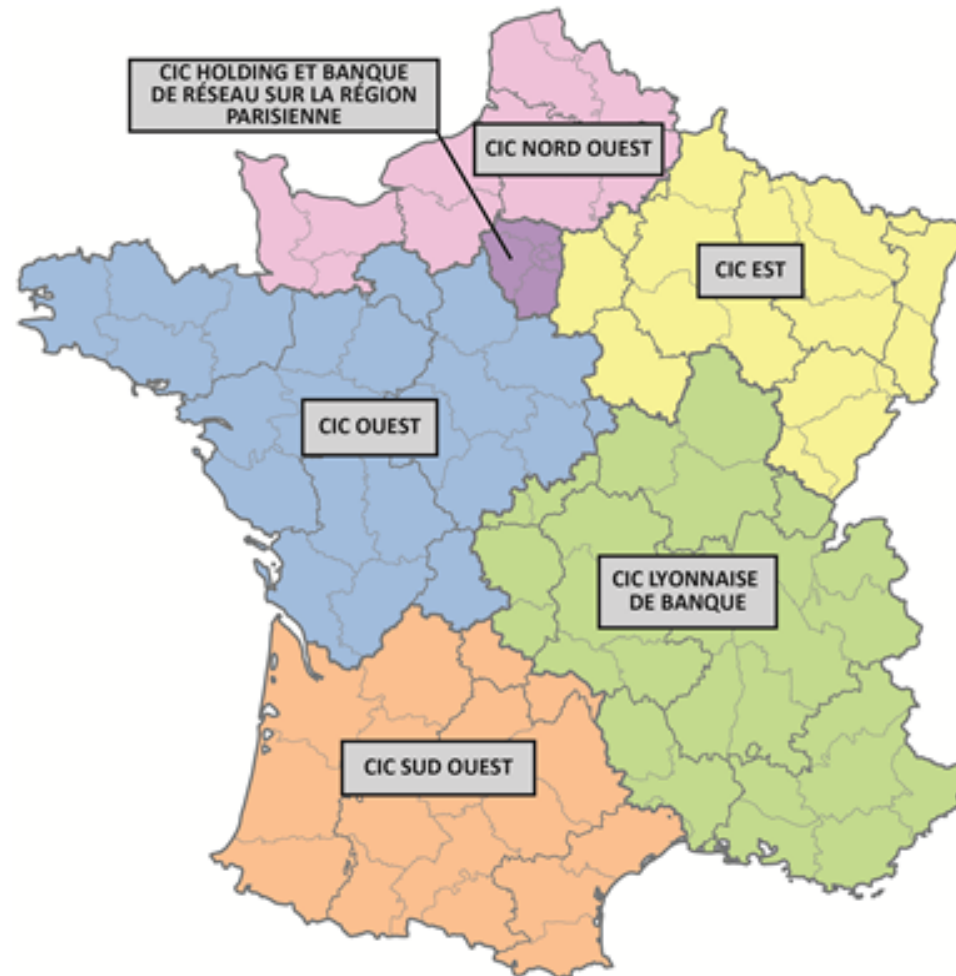 CIC HOLDING ET BANQUE
DE RÉSEAU SUR LA RÉGION
PARISIENNE
CIC NORD OUEST
CIC EST
CIC OUEST
CIC LYONNAISE
DE BANQUE
CIC SUD OUEST